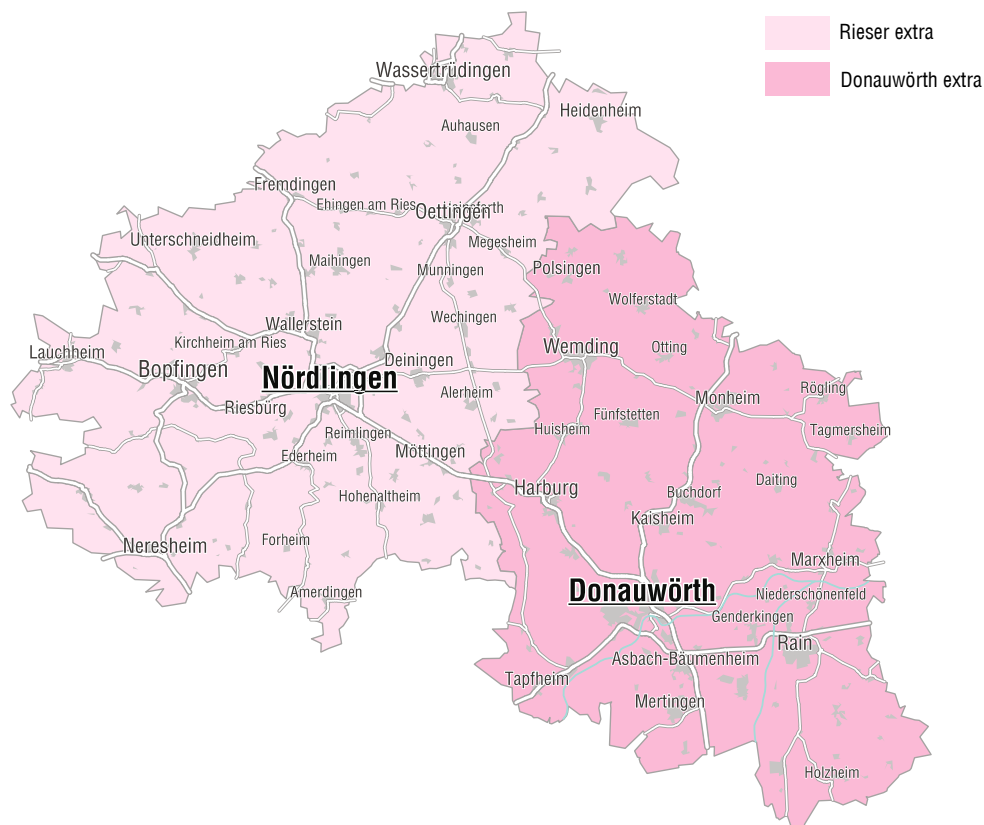 Rieser extra
Donauwörth extra
Wassertrüdingen
Heidenheim
Auhausen
Fremdingen
Ehingen am Ries
Oettingen
Unterschneidheim
Megesheim
Maihingen
Munningen
Polsingen
Wolferstadt
Wechingen
Wallerstein
Kirchheim am Ries
Lauchheim
Bopfingen
Deiningen
Wemding
Otting
Nördlingen
Alerheim
Rögling
Monheim
Riesbürg
Fünfstetten
Huisheim
Tagmersheim
Reimlingen
Möttingen
Ederheim
Daiting
Harburg
Buchdorf
Hohenaltheim
Kaisheim
Neresheim
Forheim
Marxheim
Amerdingen
Donauwörth
Niederschönenfeld
Genderkingen
Rain
Asbach-Bäumenheim
Tapfheim
Mertingen
Holzheim